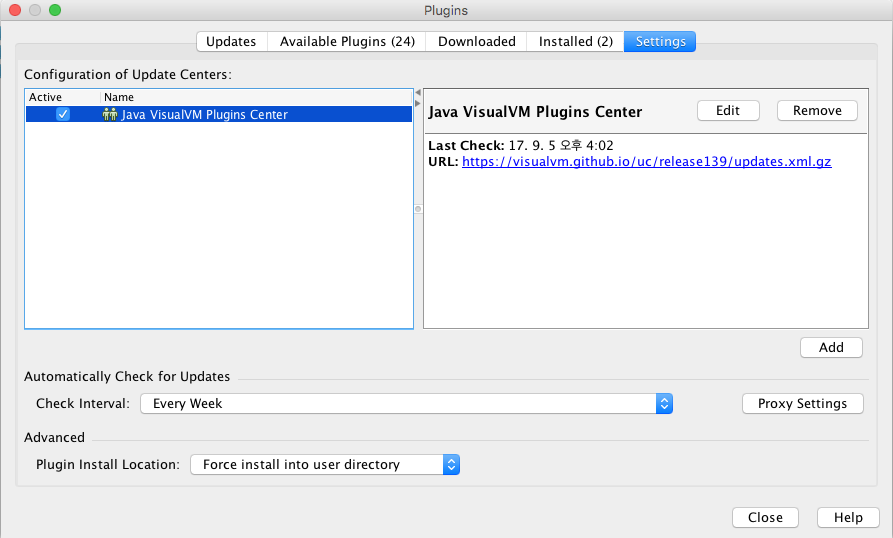 Plugins
Updates Available Plugins (24) Downloaded Installed (2) Settings
Configuration of Update Centers:
Active Name
Java VisualVM Plugins Center
Java VisualVM Plugins Center Edit Remove
Last Check: 17. 9. 5 오후 4:02
URL: https://visualvm.github.io/uc/release139/updates.xml.gz
Add
Automatically Check for Updates
Check Interval: Every Week Proxy Settings
Advanced
Plugin Install Location: Force install into user directory
Close Help